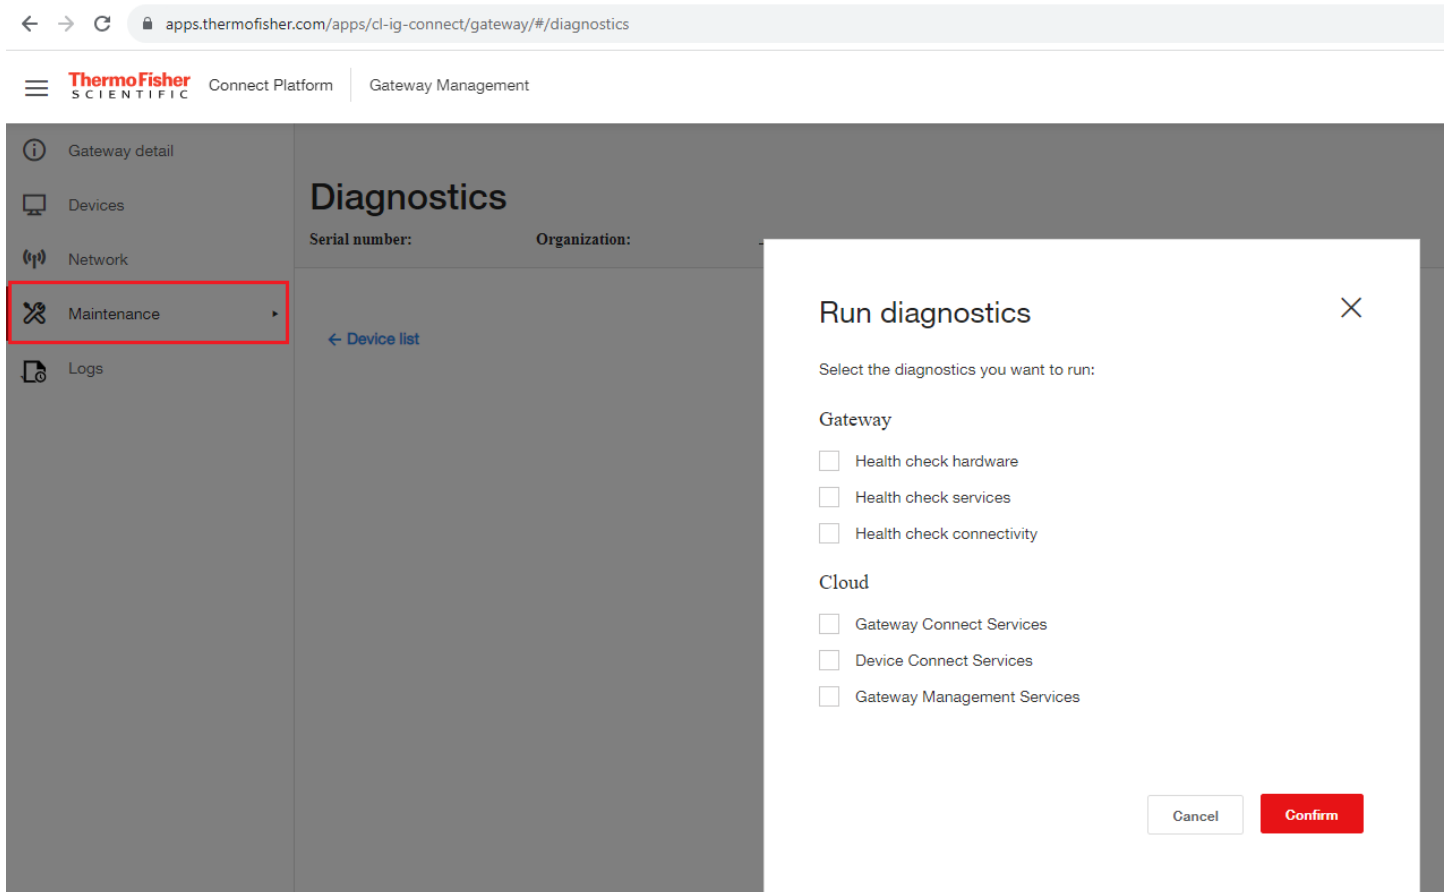 apps.thermofisher.com/apps/cl-ig-connect/gateway/#/diagnostics
ThermoFisher
SCIENTIFIC
Connect Platform
Gateway Management
Gateway detail
Devices
Network
Maintenance
Logs
Diagnostics
Serial number: Organization:
← Device list
Run diagnostics
Select the diagnostics you want to run:
Gateway
Health check hardware
Health check services
Health check connectivity
Cloud
Gateway Connect Services
Device Connect Services
Gateway Management Services
Cancel Confirm